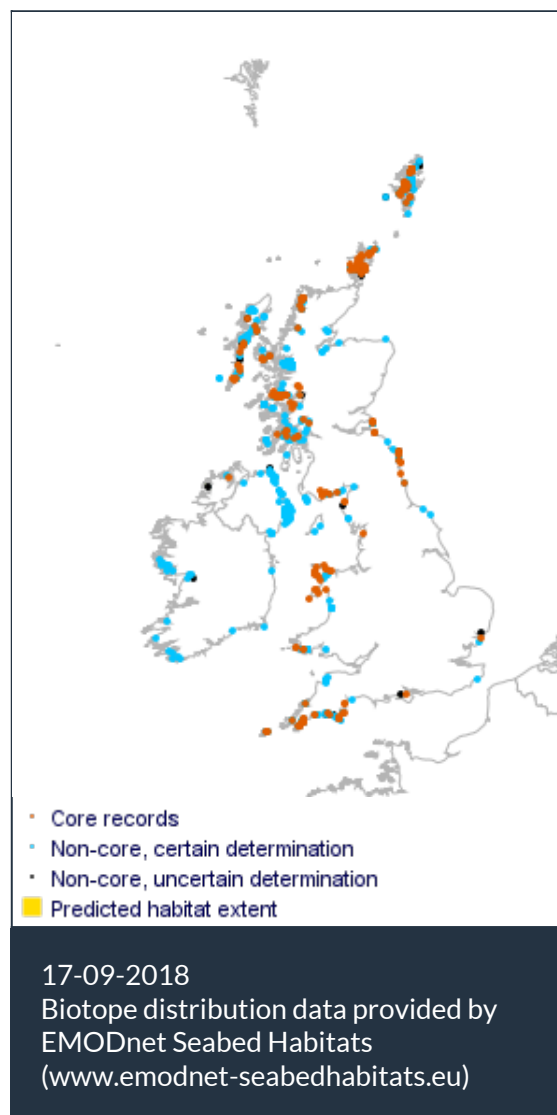 Core records
Non-core, certain determination
Non-core, uncertain determination
Predicted habitat extent
17-09-2018
Biotope distribution data provided by
EMODnet Seabed Habitats
(www.emodnet-seabedhabitats.eu)